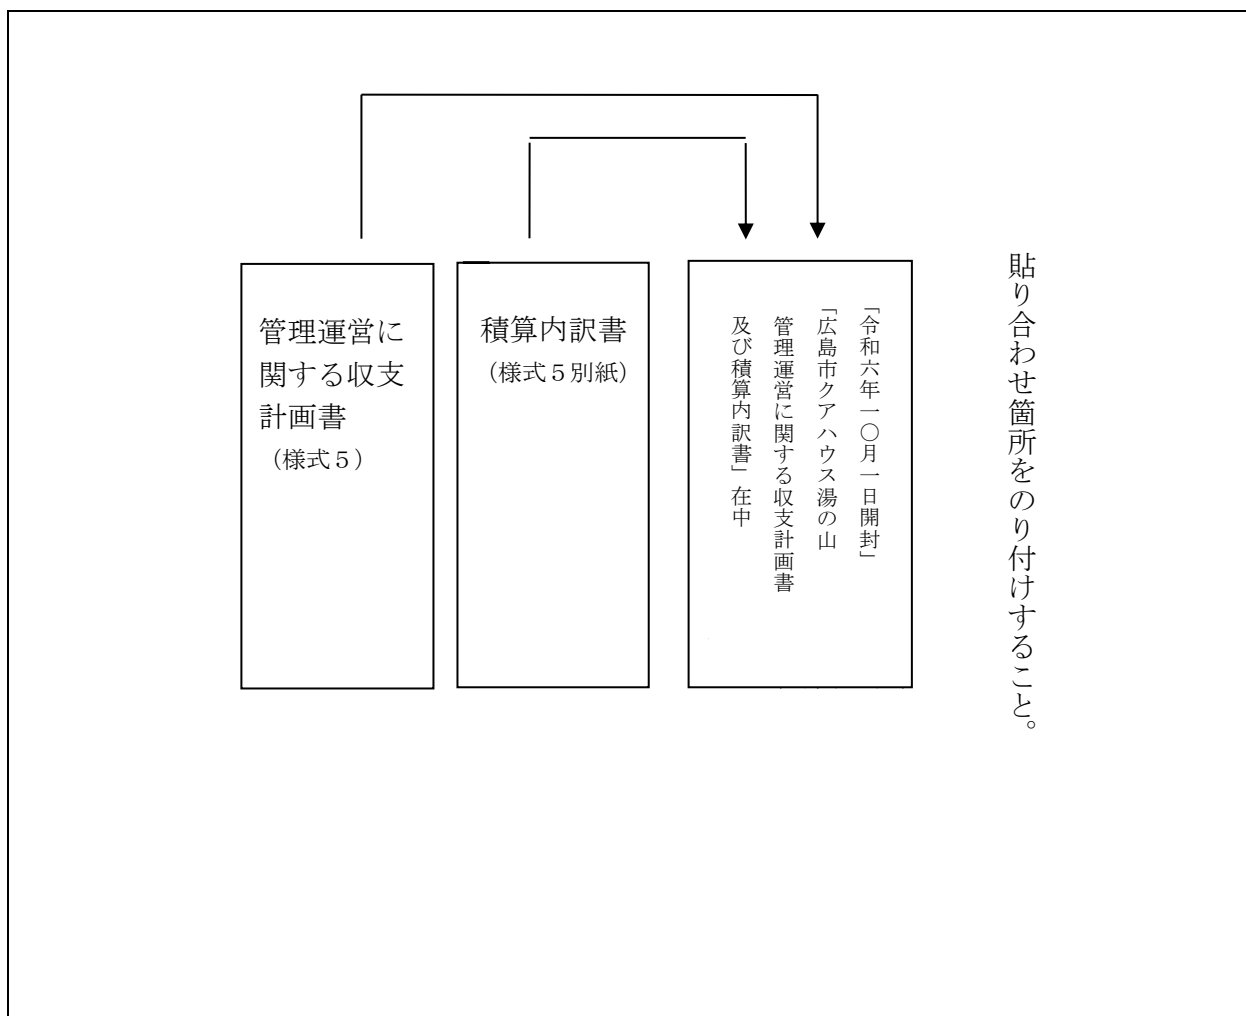 管理運営に
関する収支
計画書
（様式５）
積算内訳書
（様式５別紙）
「令和六年一〇月一日開封」
「広島市クアハウス湯の山
管理運営に関する収支計画書
及び積算内訳書」在中
貼り合わせ箇所をのり付けすること。